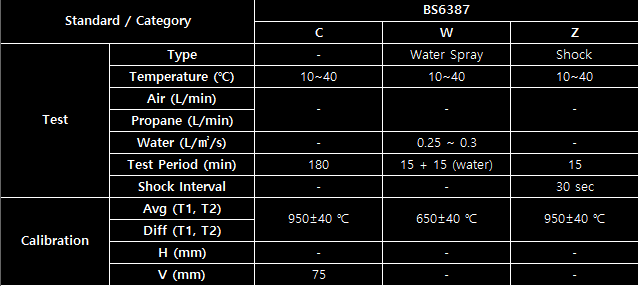 Standard / Category BS6387
C W Z
Test Type - Water Spray Shock
Temperature (℃) 10~40 10~40 10~40
Air (L/min) - - -
Propane (L/min)
Water (L/㎡/s) - 0.25 ~ 0.3 -
Test Period (min) 180 15 + 15 (water) 15
Shock Interval - - 30 sec
Calibration Avg (T1, T2) 950±40 ℃ 650±40 ℃ 950±40 ℃
Diff (T1, T2)
H (mm) - - -
V (mm) 75 - -